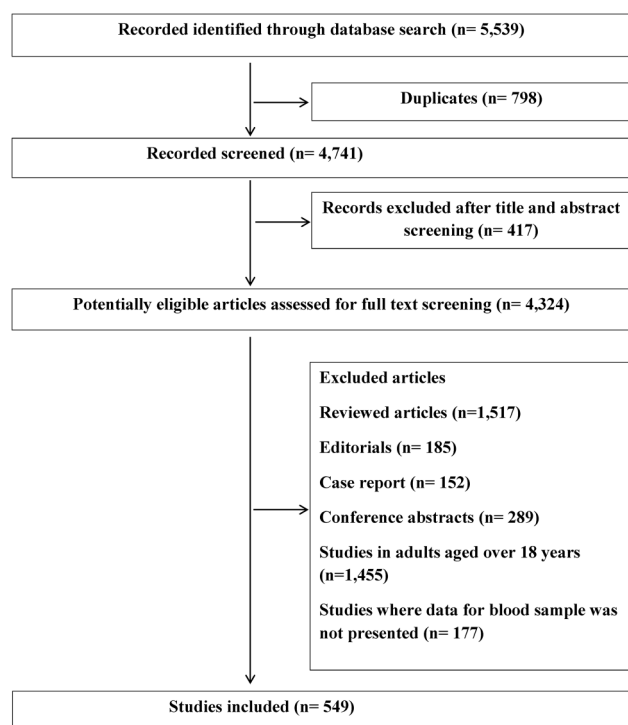 Recorded identified through database search (n= 5,539)
Duplicates (n= 798)
Recorded screened (n= 4,741)
Records excluded after title and abstract
screening (n= 417)
Potentially eligible articles assessed for full text screening (n= 4,324)
Excluded articles
Reviewed articles (n=1,517)
Editorials (n= 185)
Case report (n= 152)
Conference abstracts (n= 289)
Studies in adults aged over 18 years
(n=1,455)
Studies where data for blood sample was
not presented (n= 177)
Studies included (n= 549)